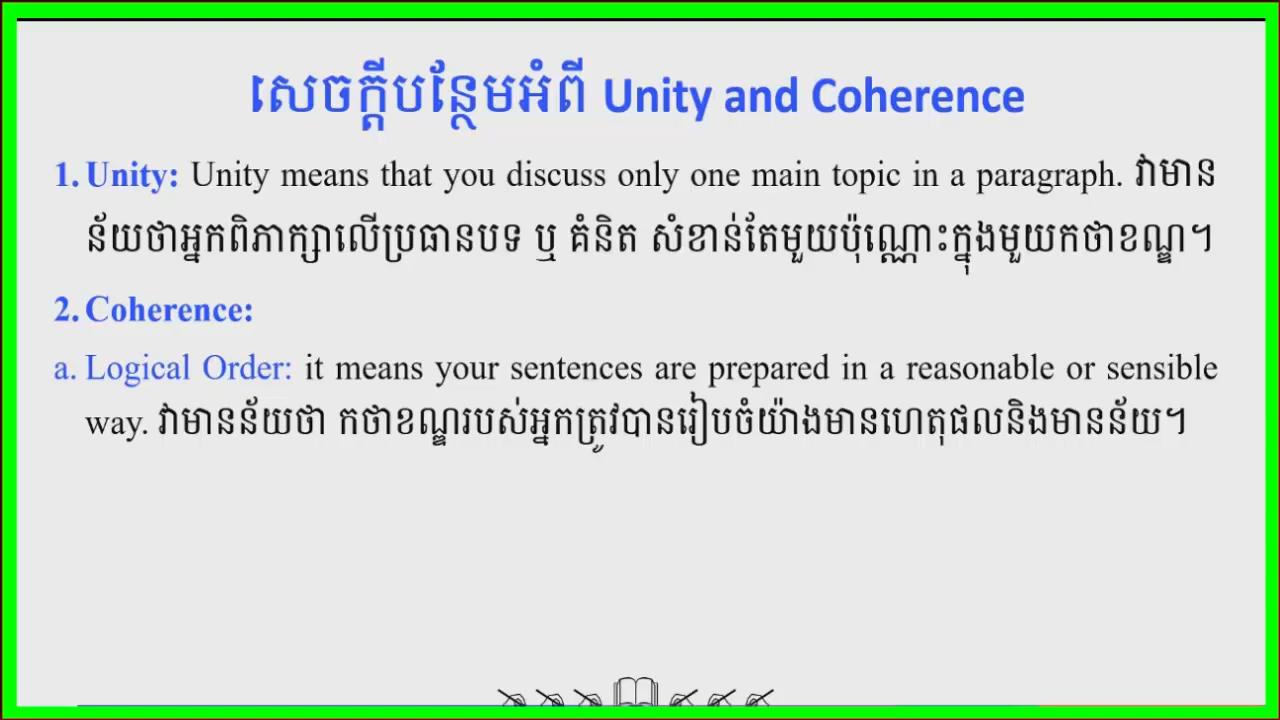 សេចក្តីបន្ថែមអំពី Unity and Coherence
1. Unity: Unity means that you discuss only one main topic in a paragraph. វាមាន
ន័យថាអ្នកពិភាក្សាលើប្រធានបទ ឬ គំនិត សំខាន់តែមួយប៉ុណ្ណោះក្នុងមួយកថាខណ្ឌ។
2. Coherence:
a. Logical Order: it means your sentences are prepared in a reasonable or sensible
way. វាមានន័យថា កថាខណ្ឌរបស់អ្នកត្រូវបានរៀបចំយ៉ាងមានហេតុផលនិងមានន័យ។